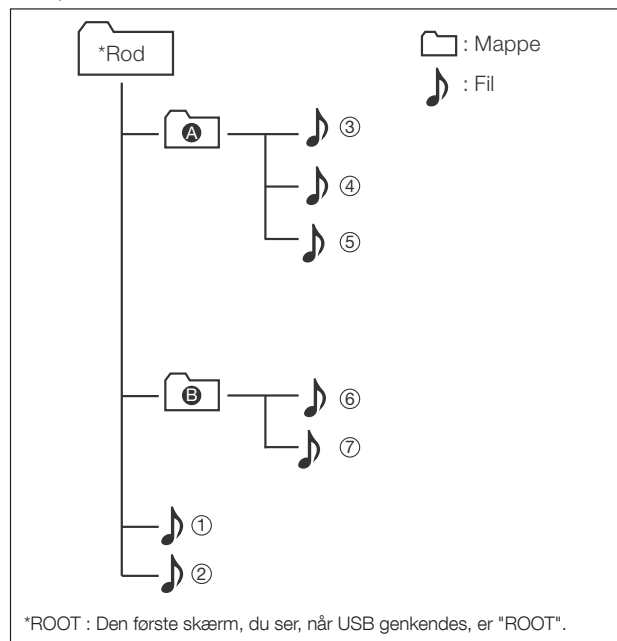 *Rod
: Mappe
: Fil
A
③
④
⑤
B
⑥
⑦
①
②
*ROOT : Den første skærm, du ser, når USB genkendes, er "ROOT".